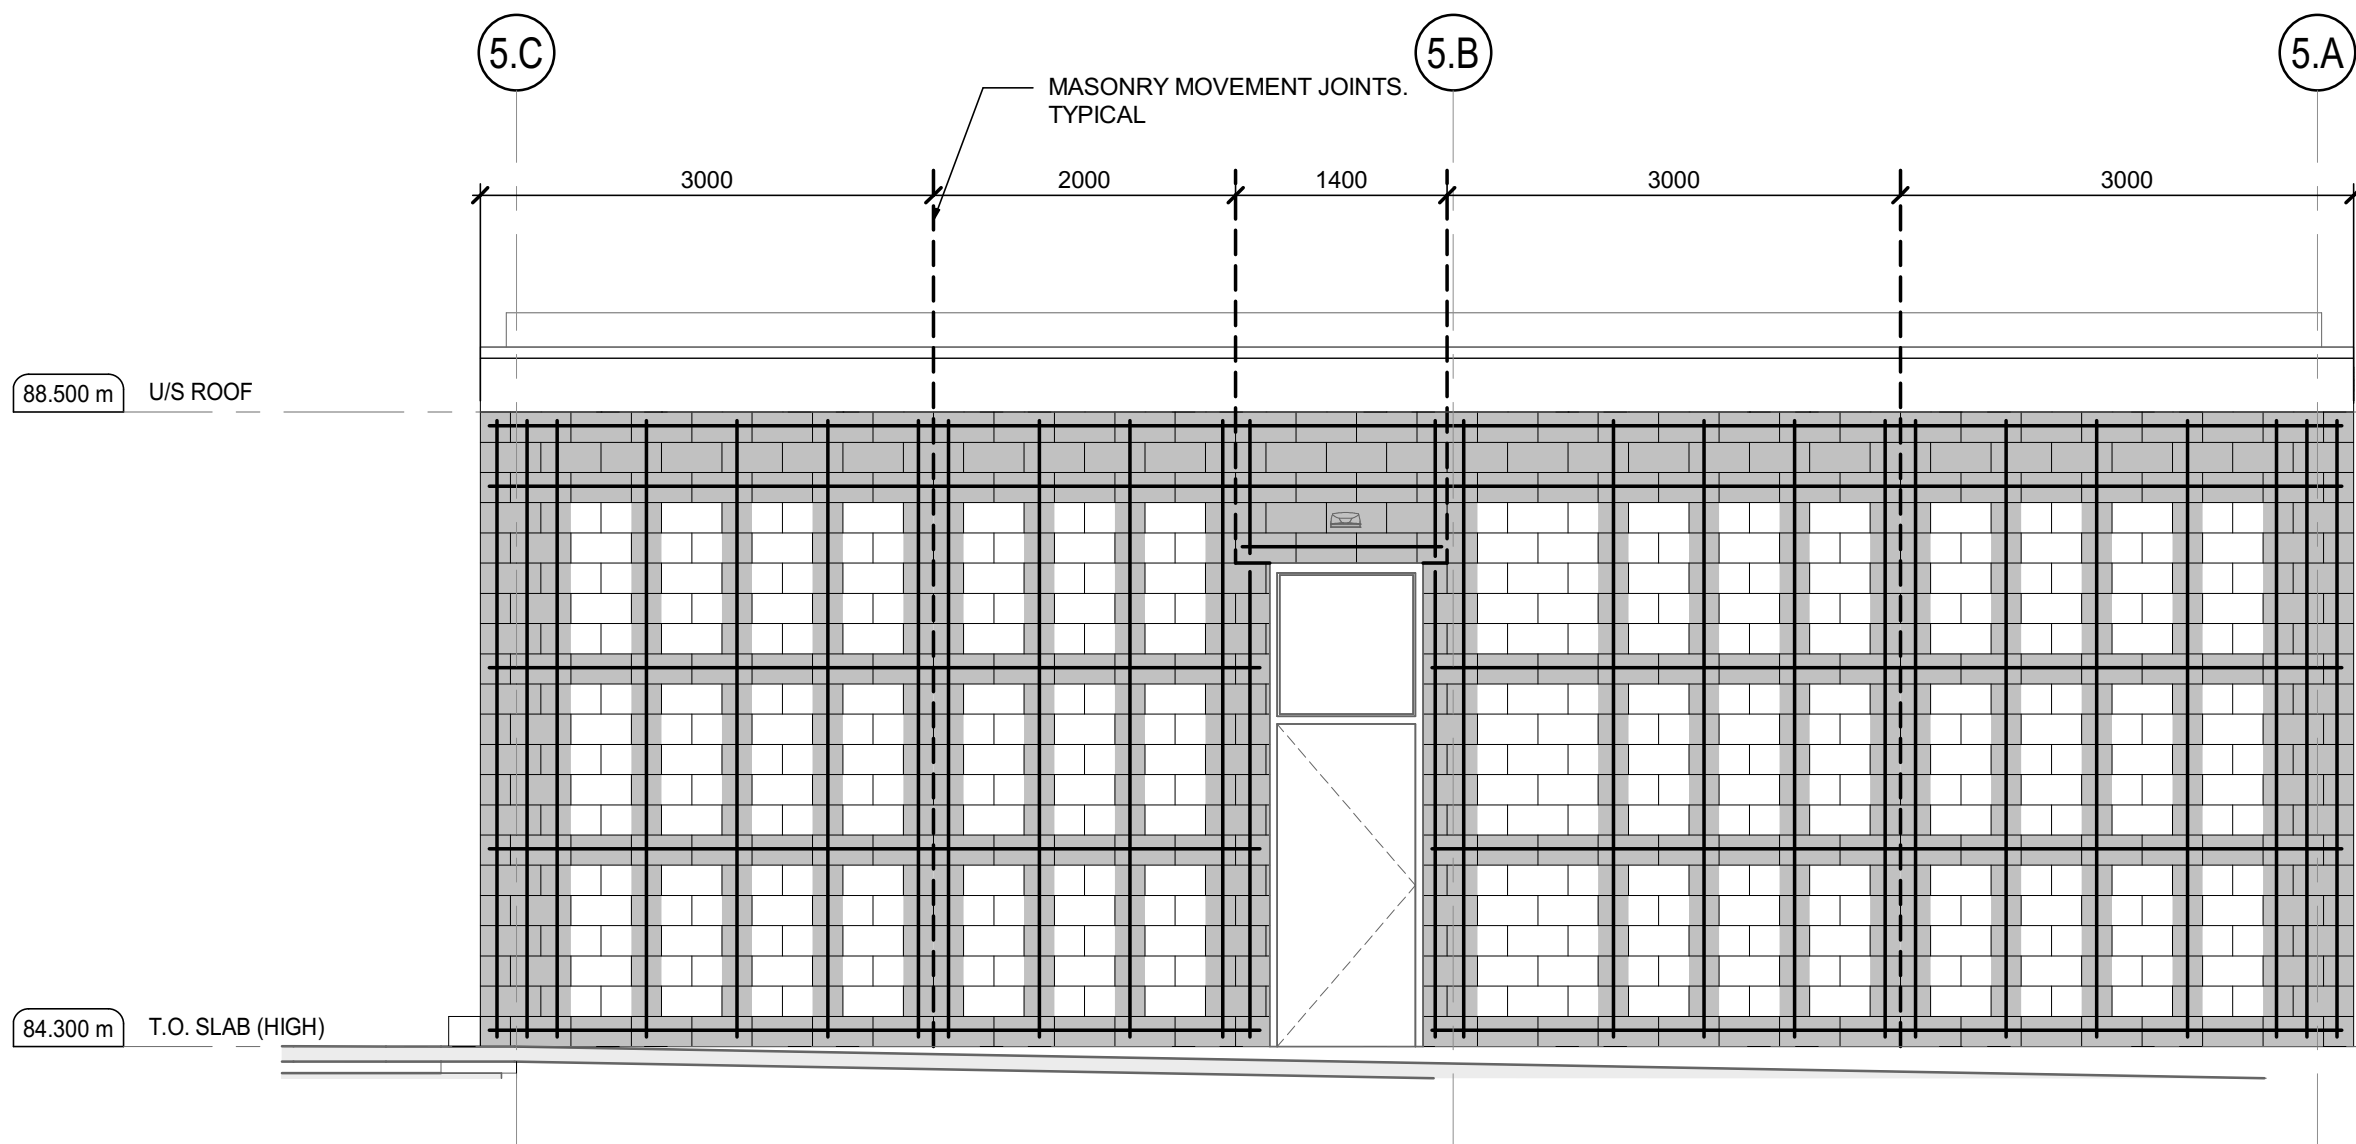 5.C
5.B
5.A
MASONRY MOVEMENT JOINTS.
TYPICAL
3000
2000
1400
3000
3000
88.500 m
U/S ROOF
84.300 m
T.O. SLAB (HIGH)